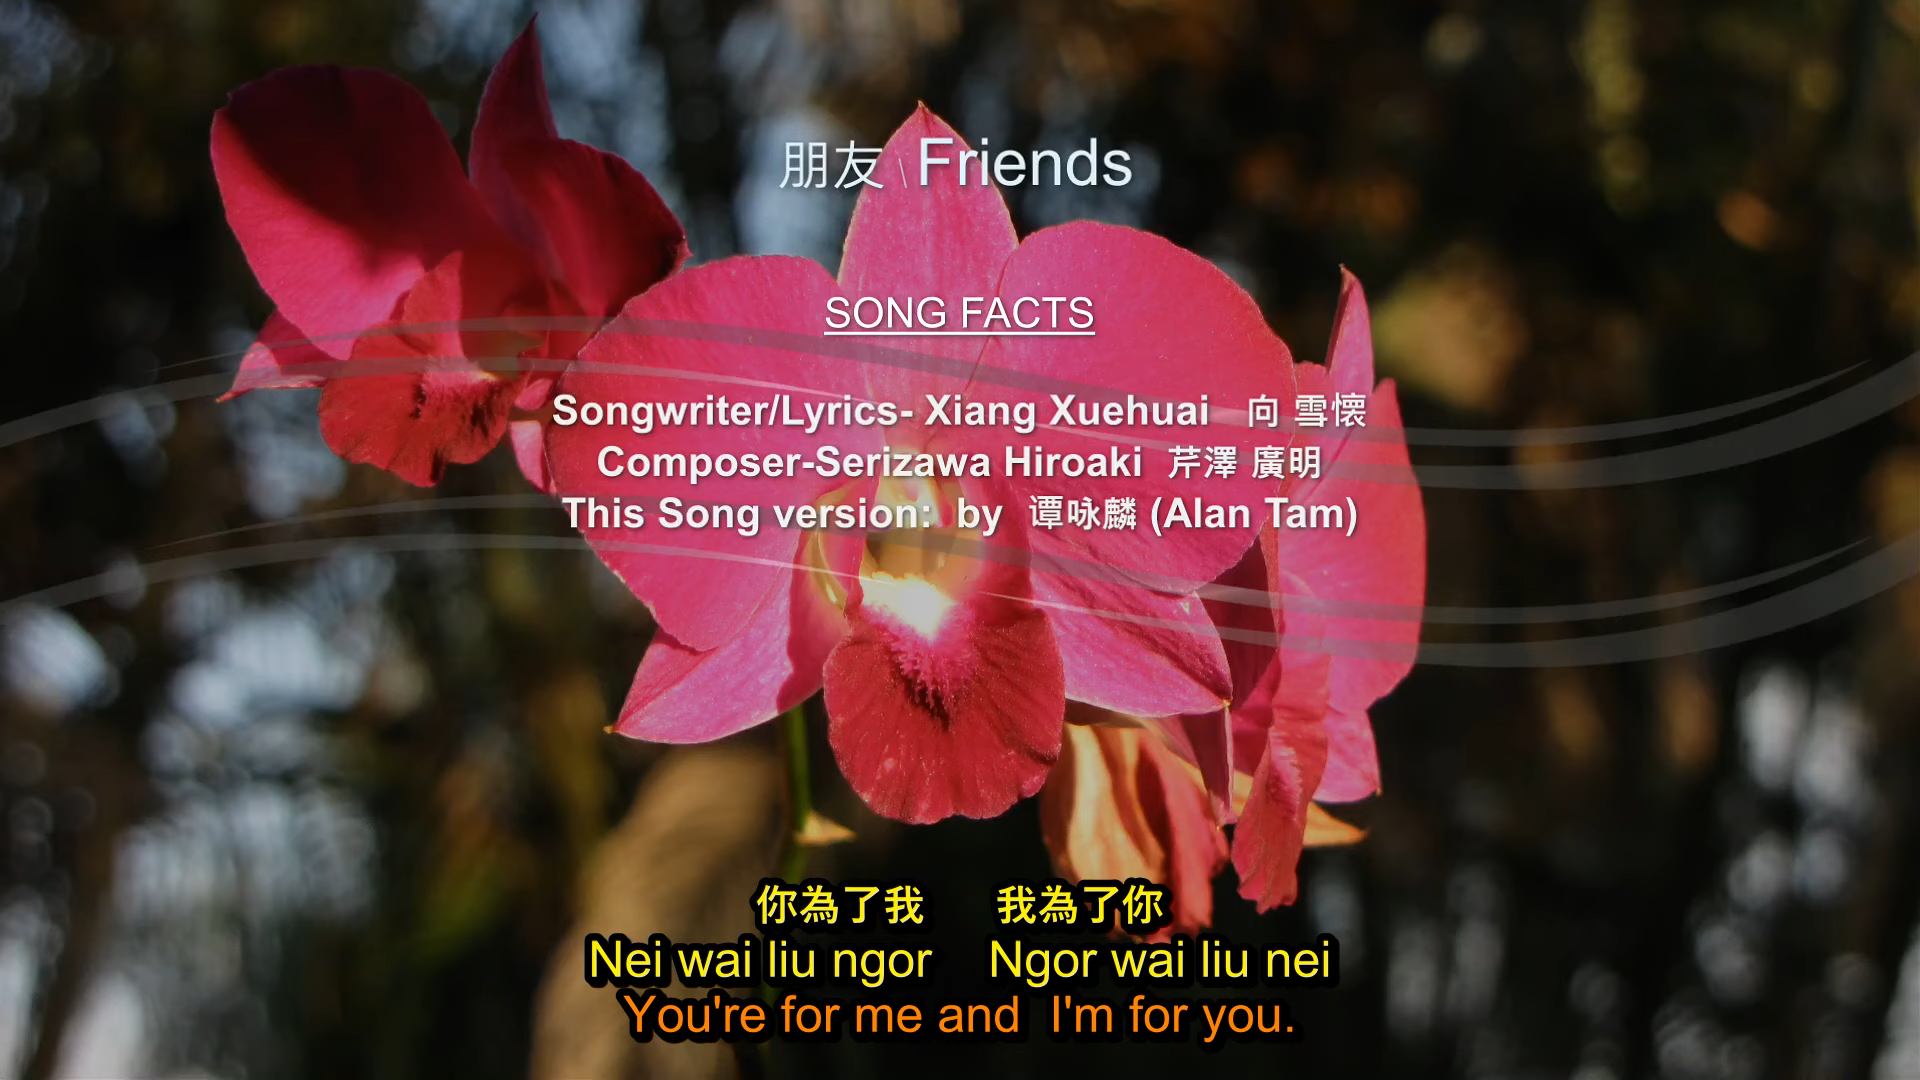 朋友 \ Friends
SONG FACTS
Songwriter/Lyrics- Xiang Xuehuai 向 雪懷
Composer-Serizawa Hiroaki 芹澤 廣明
This Song version: by 谭咏麟 (Alan Tam)
你為了我 我為了你
Nei wai liu ngor Ngor wai liu nei
You're for me and I'm for you.